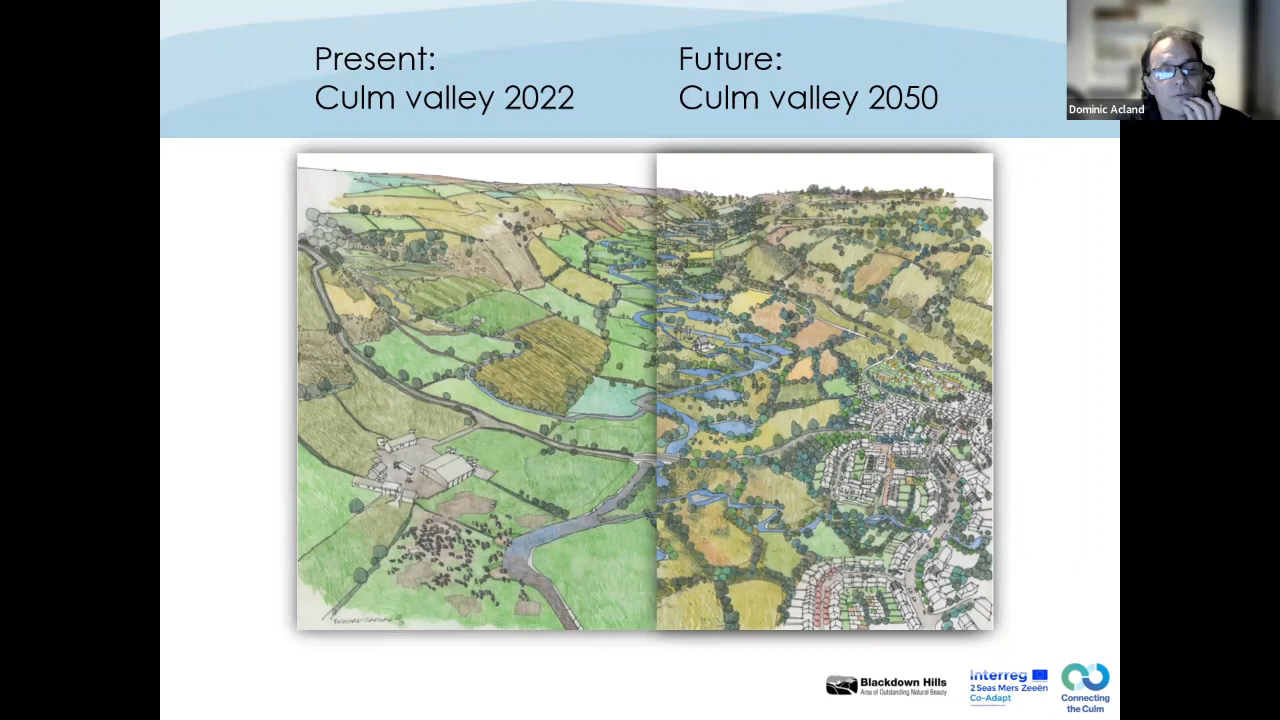 Present:
Culm valley 2022
Future:
Culm valley 2050
Dominic Acland
Blackdown Hills
Area of Outstanding Natural Beauty
Interreg
2 Seas Mers Zeeën
Co-Adapt
Connecting
the Culm